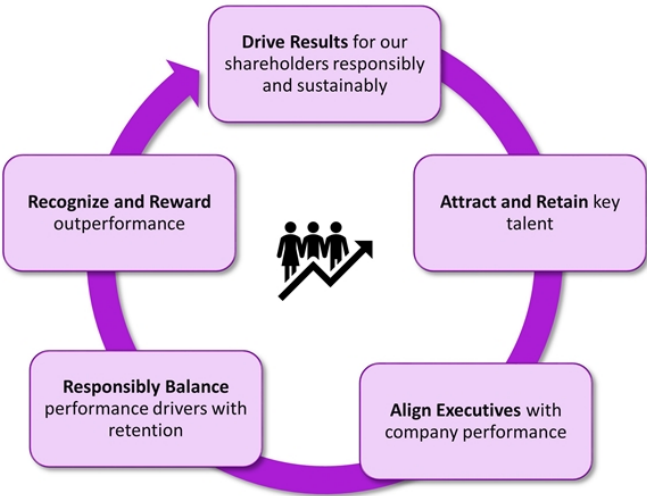 Drive Results for our
shareholders responsibly
and sustainably
Attract and Retain key
talent
Align Executives with
company performance
Responsibly Balance
performance drivers with
retention
Recognize and Reward
outperformance